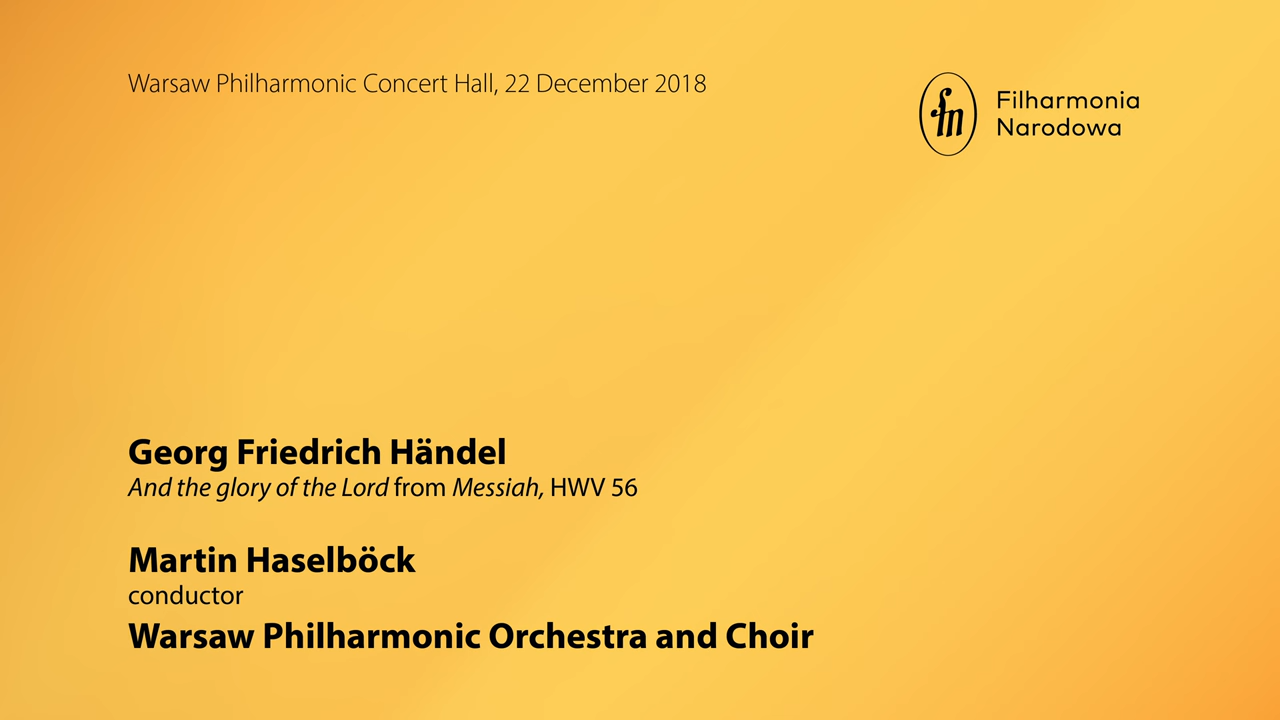 Warsaw Philharmonic Concert Hall, 22 December 2018
fn
Filharmonia
Narodowa
Georg Friedrich Händel
And the glory of the Lord from Messiah, HWV 56
Martin Haselböck
conductor
Warsaw Philharmonic Orchestra and Choir